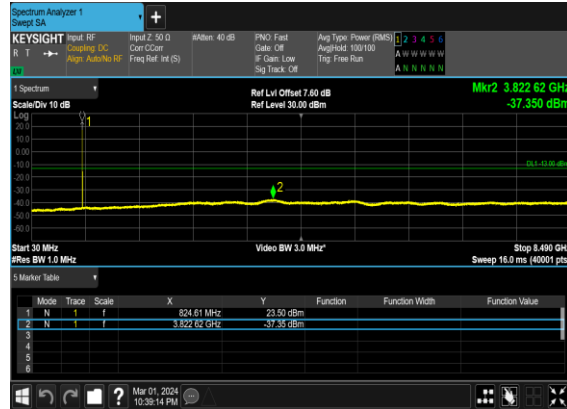 Spectrum Analyzer 1
Swept SA
+
KEYSIGHT Input: RF Input Z: 50 Ω #Atten: 40 dB PNO: Fast Avg Type: Power (RMS) 1 2 3 4 5 6
R T Coupling: DC Corr CCorr Gate: Off Avg|Hold: 100/100 A W W W W W
Align: Auto/No RF Freq Ref: Int (S) IF Gain: Low Trig: Free Run
Sig Track: Off A N N N N N
1 Spectrum Ref Lvl Offset 7.60 dB Mkr2 3.822 62 GHz
Scale/Div 10 dB Ref Level 30.00 dBm -37.350 dBm
Log
1
20.0
10.0
0.00
-10.0 DL1 -13.00 dBm
-20.0
-30.0 2
-40.0
-50.0
-60.0
Start 30 MHz Video BW 3.0 MHz* Stop 8.490 GHz
#Res BW 1.0 MHz Sweep 16.0 ms (40001 pts)
5 Marker Table
Mode Trace Scale X Y Function Function Width Function Value
1 N 1 f 824.61 MHz 23.50 dBm
2 N 1 f 3.822 62 GHz -37.35 dBm
3
4
5
6
? Mar 01, 2024
10:39:14 PM